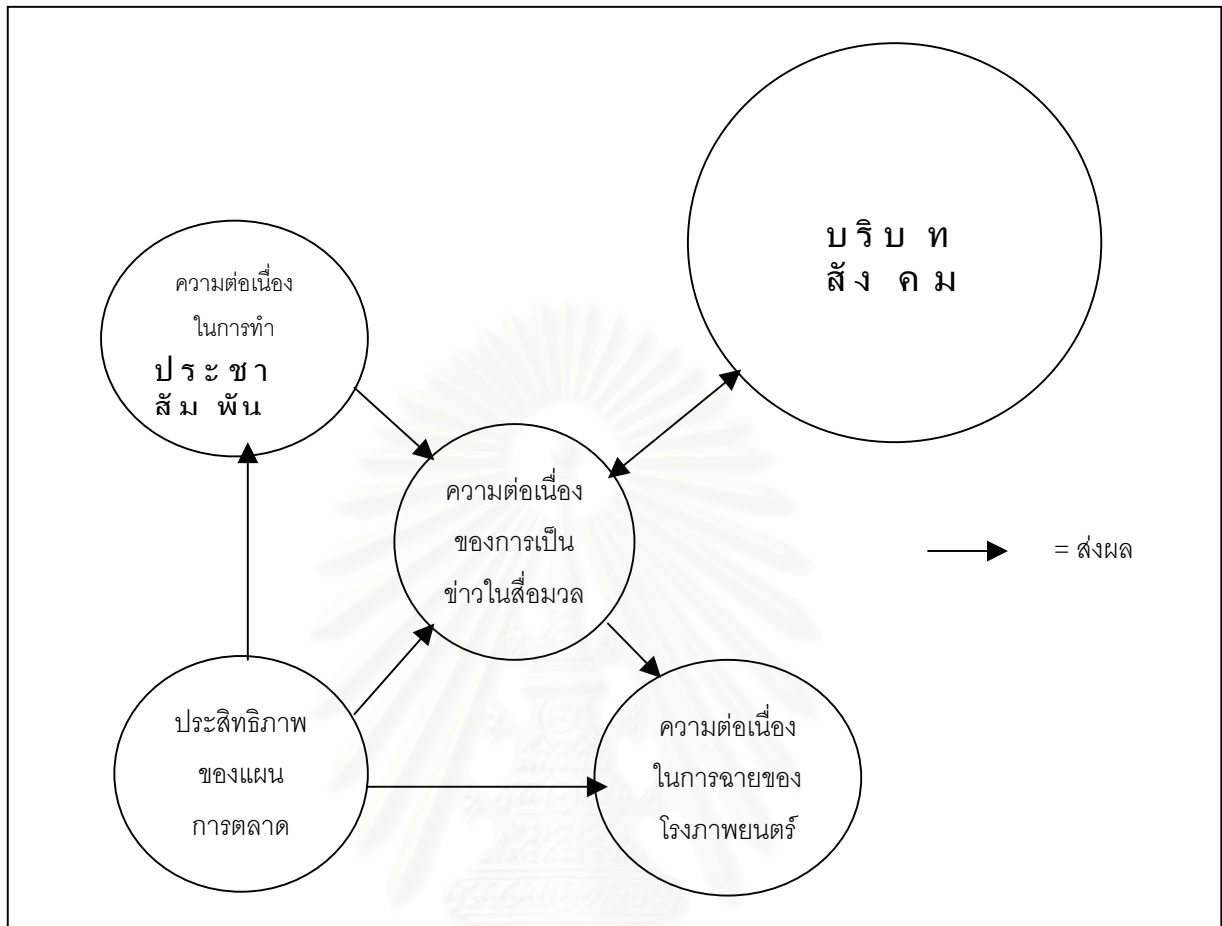 บริบ ท
สัง ค ม
ความต่อเนื่อง
ในการทำ
ประชา
สัม พัน
ความต่อเนื่อง
ของการเป็น
ข่าวในสื่อมวล
= ส่งผล
ประสิทธิภาพ
ของแผน
การตลาด
ความต่อเนื่อง
ในการฉายของ
โรงภาพยนตร์